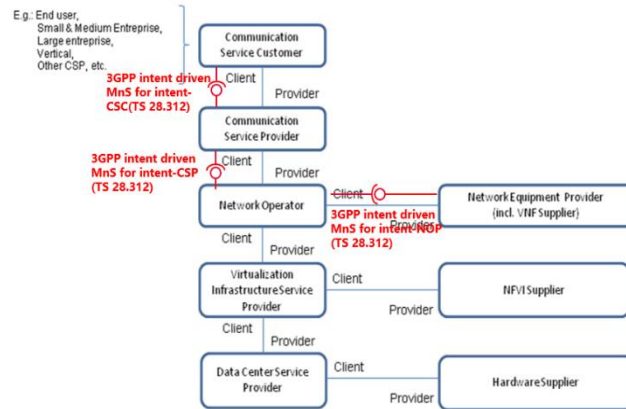 E.g.: End user,
Small & Medium Entreprise,
Large entreprise,
Vertical,
Other CSP, etc.
Communication
Service Customer
3GPP intent driven
MnS for intent-
CSC(TS 28.312)
Client
Provider
Communication
Service Provider
3GPP intent driven
MnS for intent-CSP
(TS 28.312)
Client
Provider
Network Operator
Client
Network Equipment Provider
(incl. VNF Supplier)
Provider
3GPP intent driven
MnS for intent-NOP
(TS 28.312)
Client
Provider
Virtualization
Infrastructure Service
Provider
Client
Provider
NFVI Supplier
Client
Provider
Data Center Service
Provider
Client
Provider
Hardware Supplier